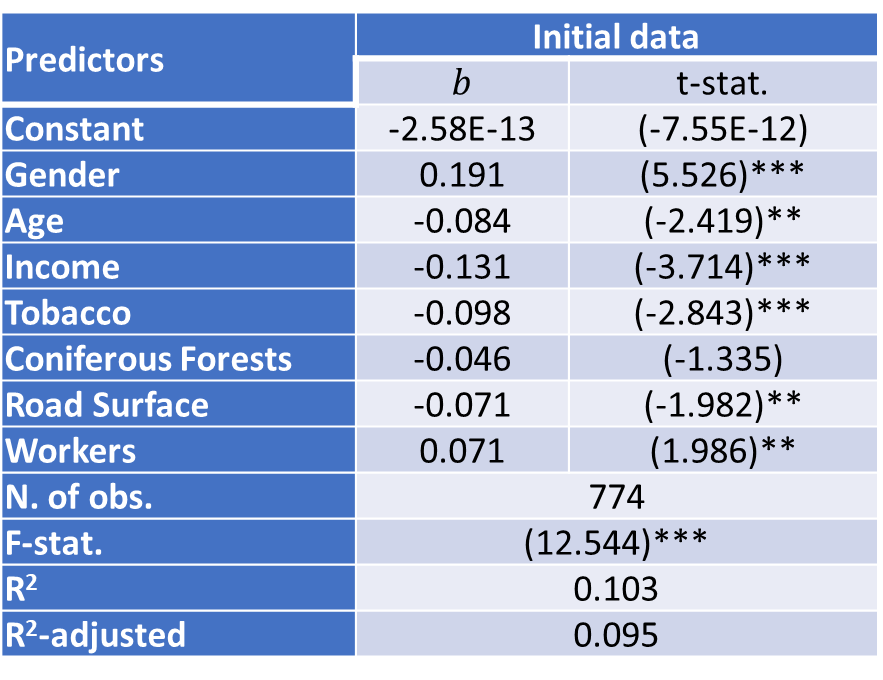 Predictors Initial data
b t-stat.
Constant -2.58E-13 (-7.55E-12)
Gender 0.191 (5.526)***
Age -0.084 (-2.419)**
Income -0.131 (-3.714)***
Tobacco -0.098 (-2.843)***
Coniferous Forests -0.046 (-1.335)
Road Surface -0.071 (-1.982)**
Workers 0.071 (1.986)**
N. of obs. 774
F-stat. (12.544)***
R² 0.103
R²-adjusted 0.095